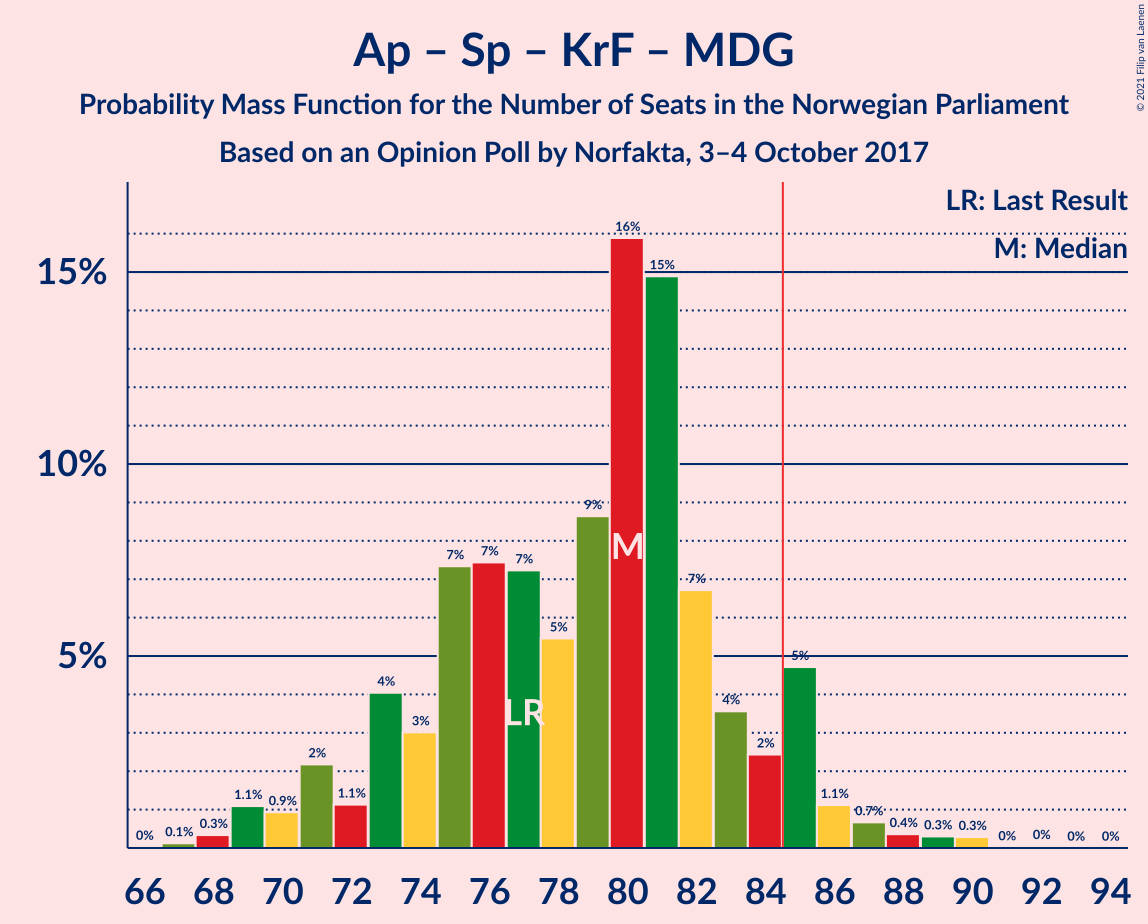 © 2021 Filip van Laenen
Ap – Sp – KrF – MDG
Probability Mass Function for the Number of Seats in the Norwegian Parliament
Based on an Opinion Poll by Norfakta, 3–4 October 2017
LR: Last Result
M: Median
15%
10%
5%
0% 0.1% 0.3% 1.1% 0.9% 2% 1.1% 4% 3% 7% 7% 7% 5% 9% 16% 15% 7% 4% 2% 5% 1.1% 0.7% 0.4% 0.3% 0.3% 0% 0% 0% 0%
M
LR
66 68 70 72 74 76 78 80 82 84 86 88 90 92 94